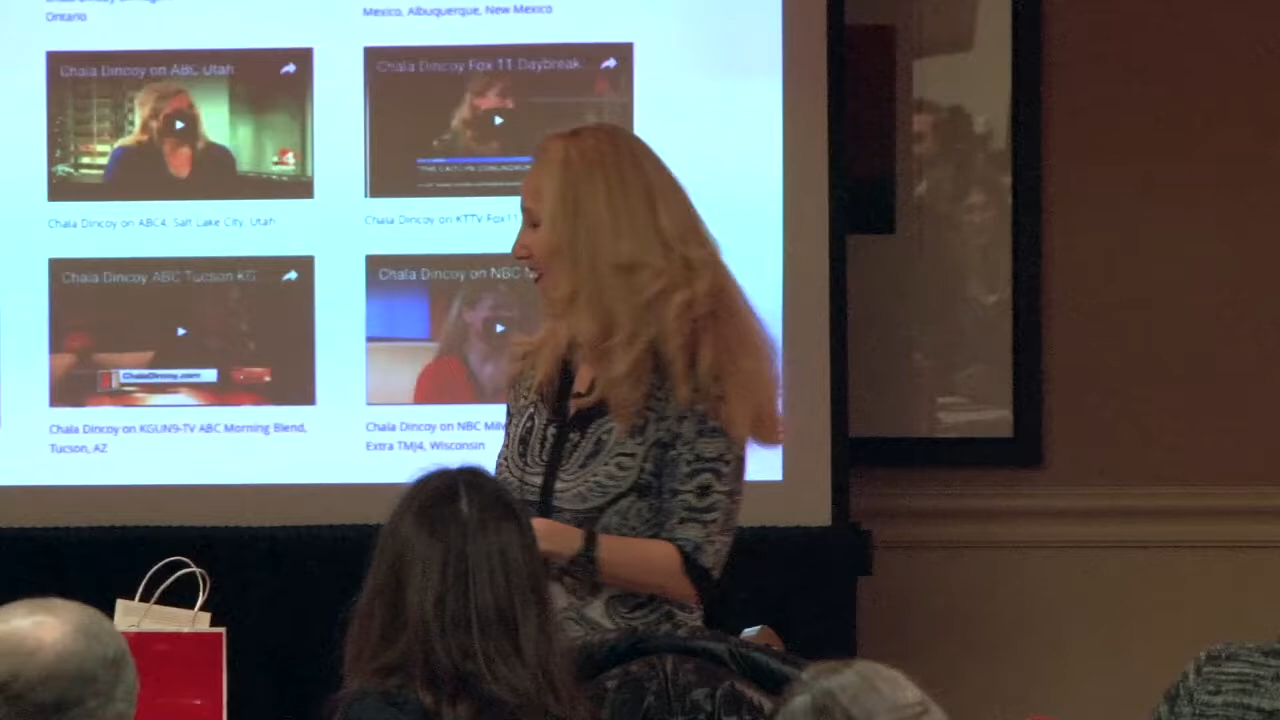 Ontario
Mexico, Albuquerque, New Mexico
Chala Dincoy on ABC Utah
Chala Dincoy Fox 11 Daybreak
4
Chala Dincoy on ABC4, Salt Lake City, Utah
Chala Dincoy on KTTV Fox11
Chala Dincoy ABC Tucson KG
Chala Dincoy on NBC
ChalaDincoy.com
Chala Dincoy on KGUN9-TV ABC Morning Blend,
Tucson, AZ
Chala Dincoy on NBC
Extra TMJ4, Wisconsin